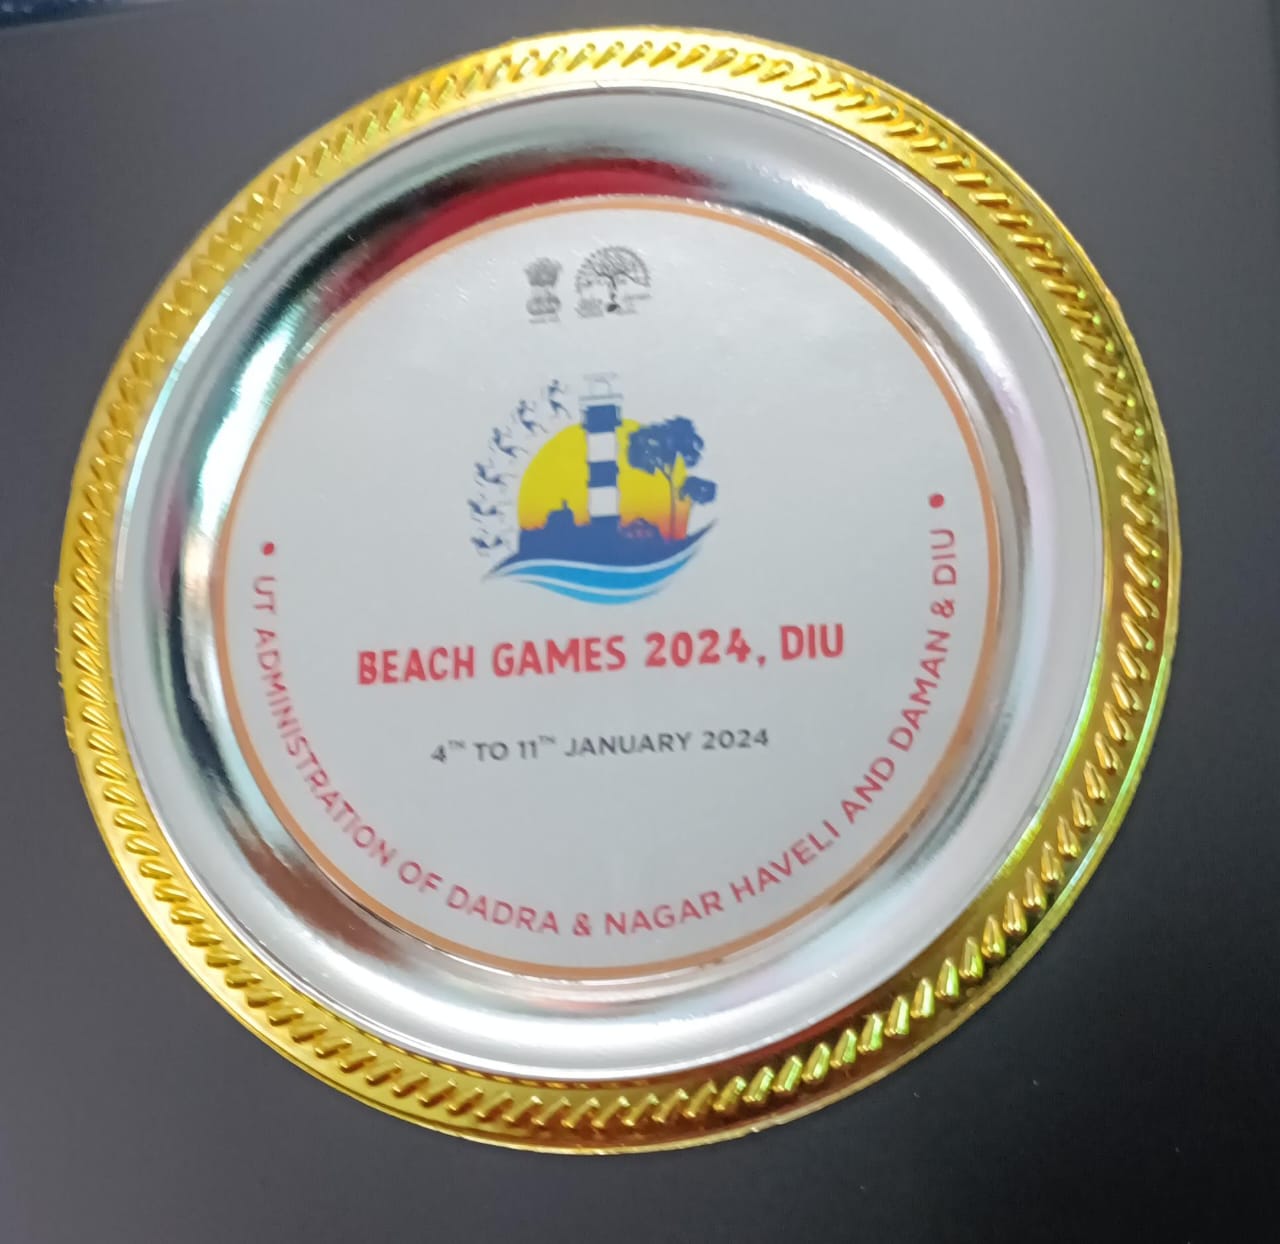 BEACH GAMES 2024, DIU
4TH TO 11TH JANUARY 2024
• UT ADMINISTRATION OF DADRA & NAGAR HAVELI AND DAMAN & DIU •